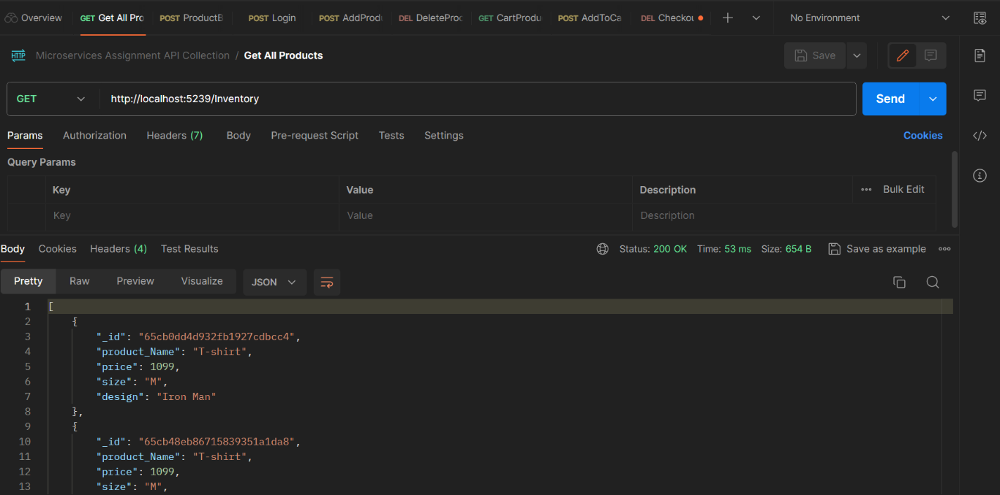 Overview GET Get All Pro POST ProductB POST Login POST AddProdu DEL DeleteProd GET CartProdu POST AddToCa DEL Checkou No Environment
HTTP Microservices Assignment API Collection / Get All Products Save
GET http://localhost:5239/Inventory Send
Params Authorization Headers (7) Body Pre-request Script Tests Settings Cookies
Query Params
Key Value Description Bulk Edit
Key Value Description
Body Cookies Headers (4) Test Results Status: 200 OK Time: 53 ms Size: 654 B Save as example
Pretty Raw Preview Visualize JSON
1 [
2 {
3 "_id": "65cb0dd4d932fb1927cdbcc4",
4 "product_Name": "T-shirt",
5 "price": 1099,
6 "size": "M",
7 "design": "Iron Man"
8 },
9 {
10 "_id": "65cb48eb86715839351a1da8",
11 "product_Name": "T-shirt",
12 "price": 1099,
13 "size": "M",